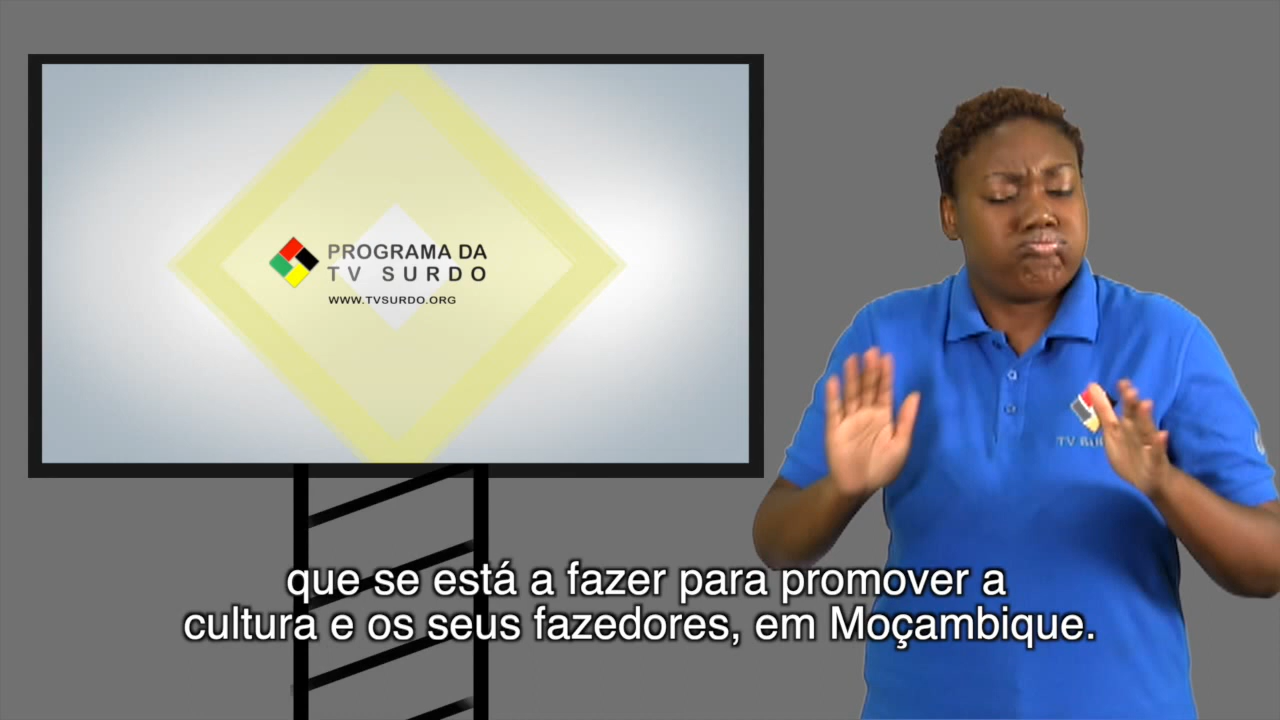 PROGRAMA DA
TV SURDO
WWW.TVSURDO.ORG
que se está a fazer para promover a
cultura e os seus fazedores, em Moçambique.